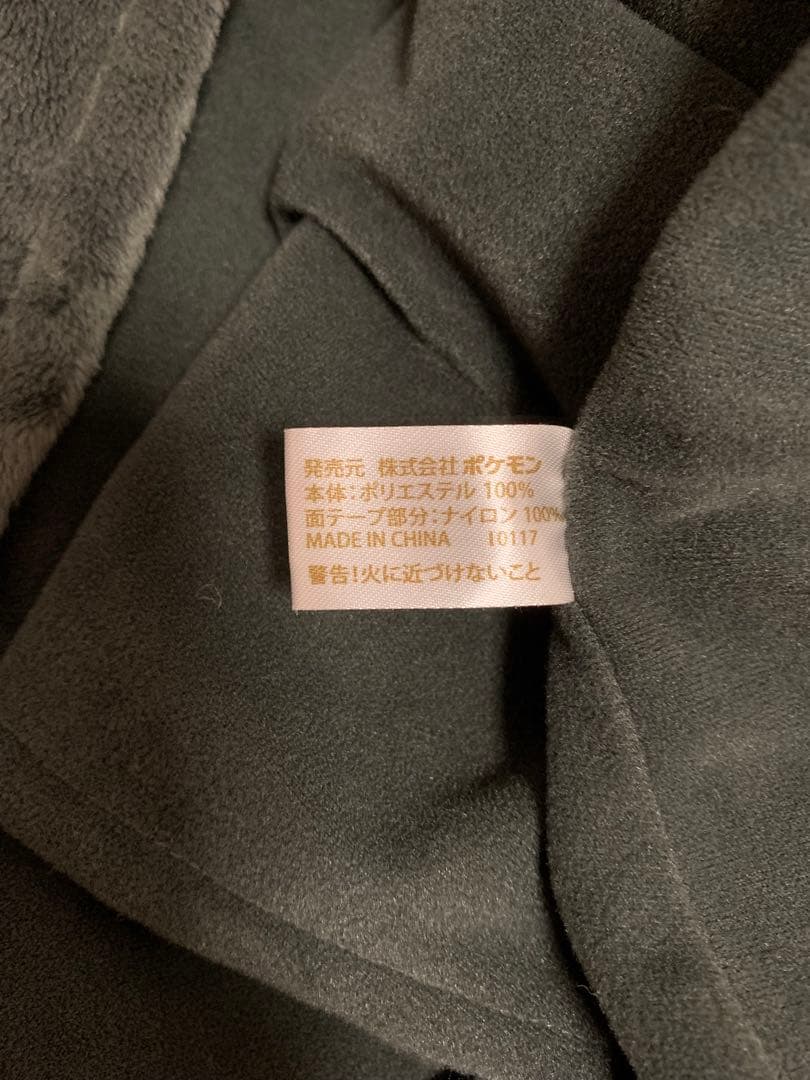 発売元 株式会社 ポケモン
本体:ポリエステル 100%
面テープ部分:ナイロン 100%
MADE IN CHINA 10117
警告!火に近づけないこと